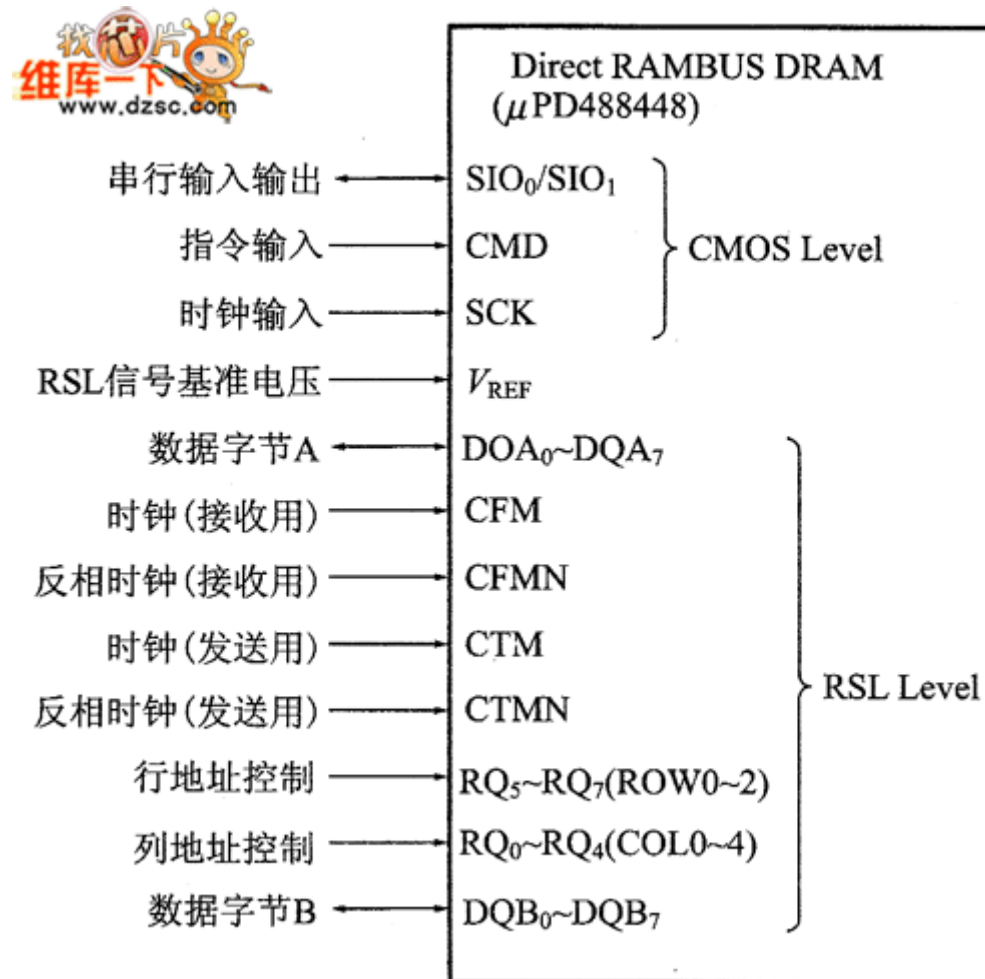 找芯片
维库一下
www.dzsc.com
Direct RAMBUS DRAM
(μPD488448)
串行输入输出 SIO₀/SIO₁
指令输入 CMD
CMOS Level
时钟输入 SCK
RSL信号基准电压 V_REF
数据字节A DOA₀~DQA₇
时钟(接收用) CFM
反相时钟(接收用) CFMN
时钟(发送用) CTM
RSL Level
反相时钟(发送用) CTMN
行地址控制 RQ₅~RQ₇(ROW0~2)
列地址控制 RQ₀~RQ₄(COL0~4)
数据字节B DQB₀~DQB₇